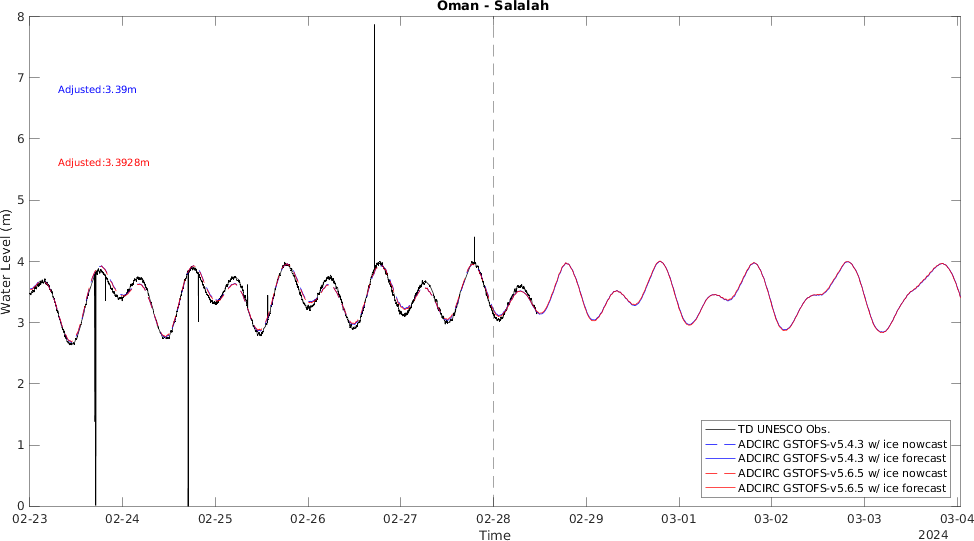 Oman - Salalah
8
7
6
5
4
3
2
1
0
Water Level (m)
Adjusted:3.39m
Adjusted:3.3928m
TD UNESCO Obs.
ADCIRC GSTOFS-v5.4.3 w/ ice nowcast
ADCIRC GSTOFS-v5.4.3 w/ ice forecast
ADCIRC GSTOFS-v5.6.5 w/ ice nowcast
ADCIRC GSTOFS-v5.6.5 w/ ice forecast
02-23 02-24 02-25 02-26 02-27 02-28 02-29 03-01 03-02 03-03 03-04
Time
2024